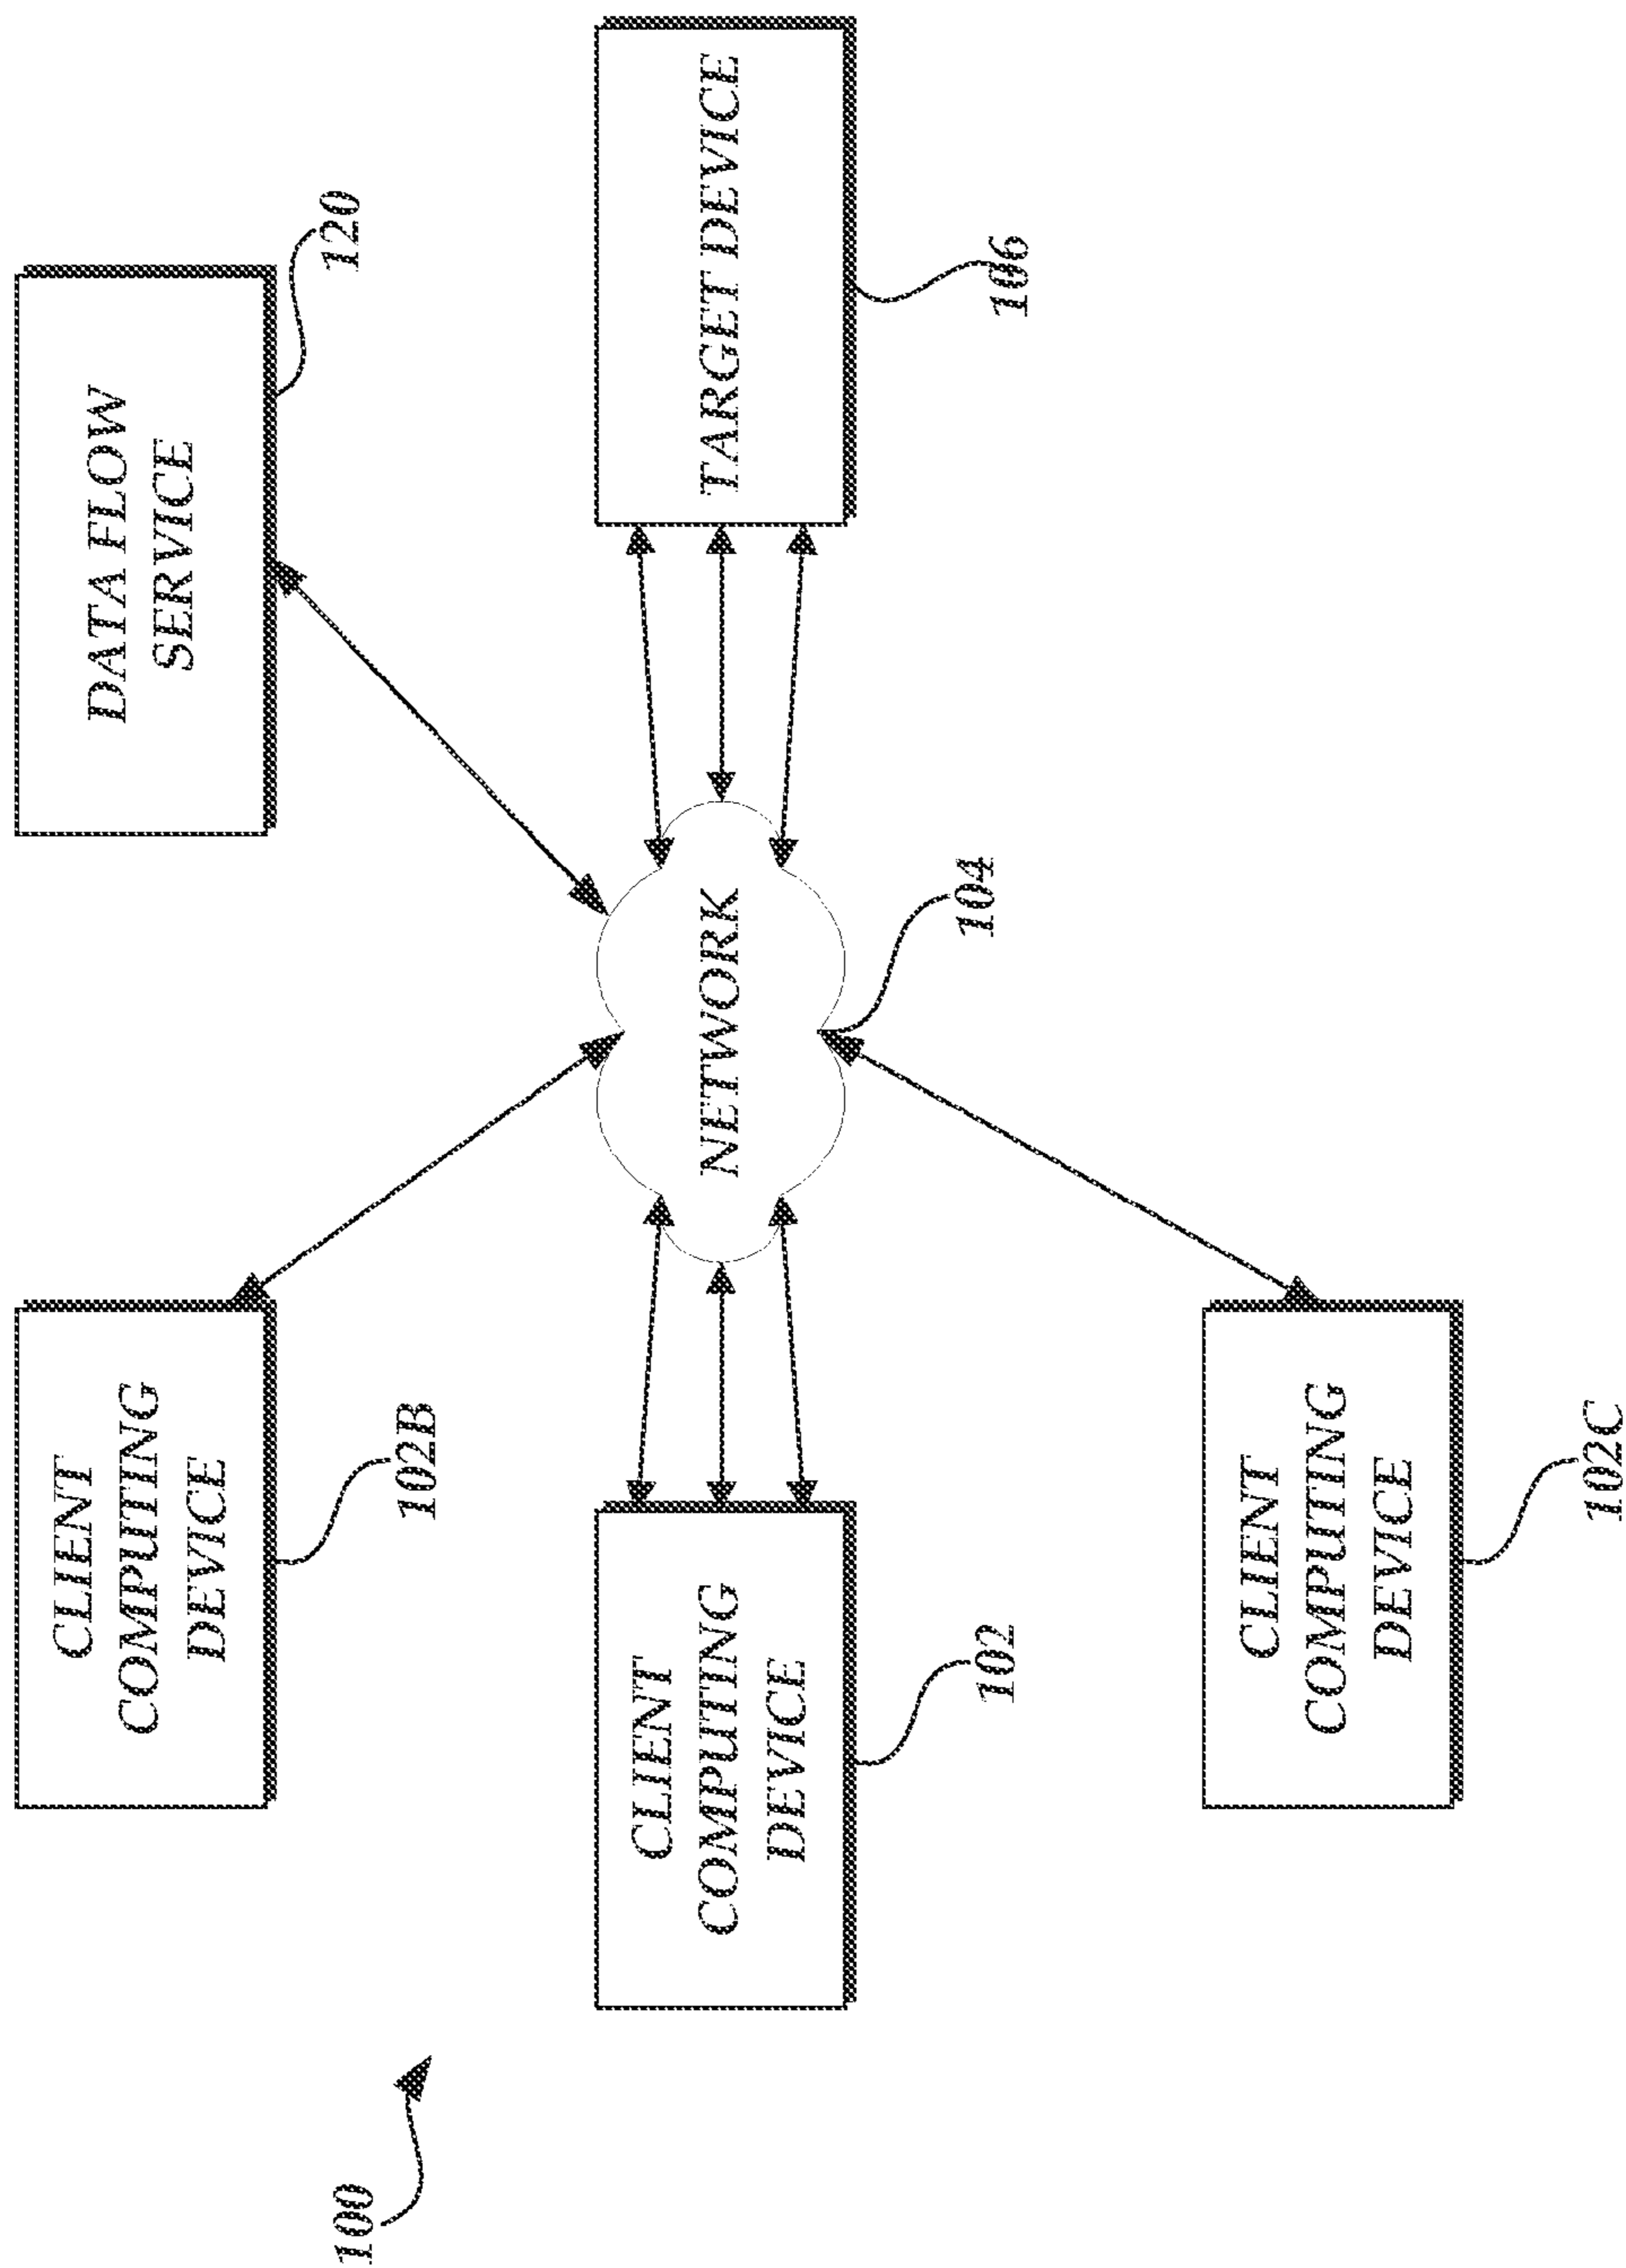 100
CLIENT
COMPUTING
DEVICE
102B
DATA FLOW
SERVICE
120
CLIENT
COMPUTING
DEVICE
102
NETWORK
104
TARGET DEVICE
106
CLIENT
COMPUTING
DEVICE
102C